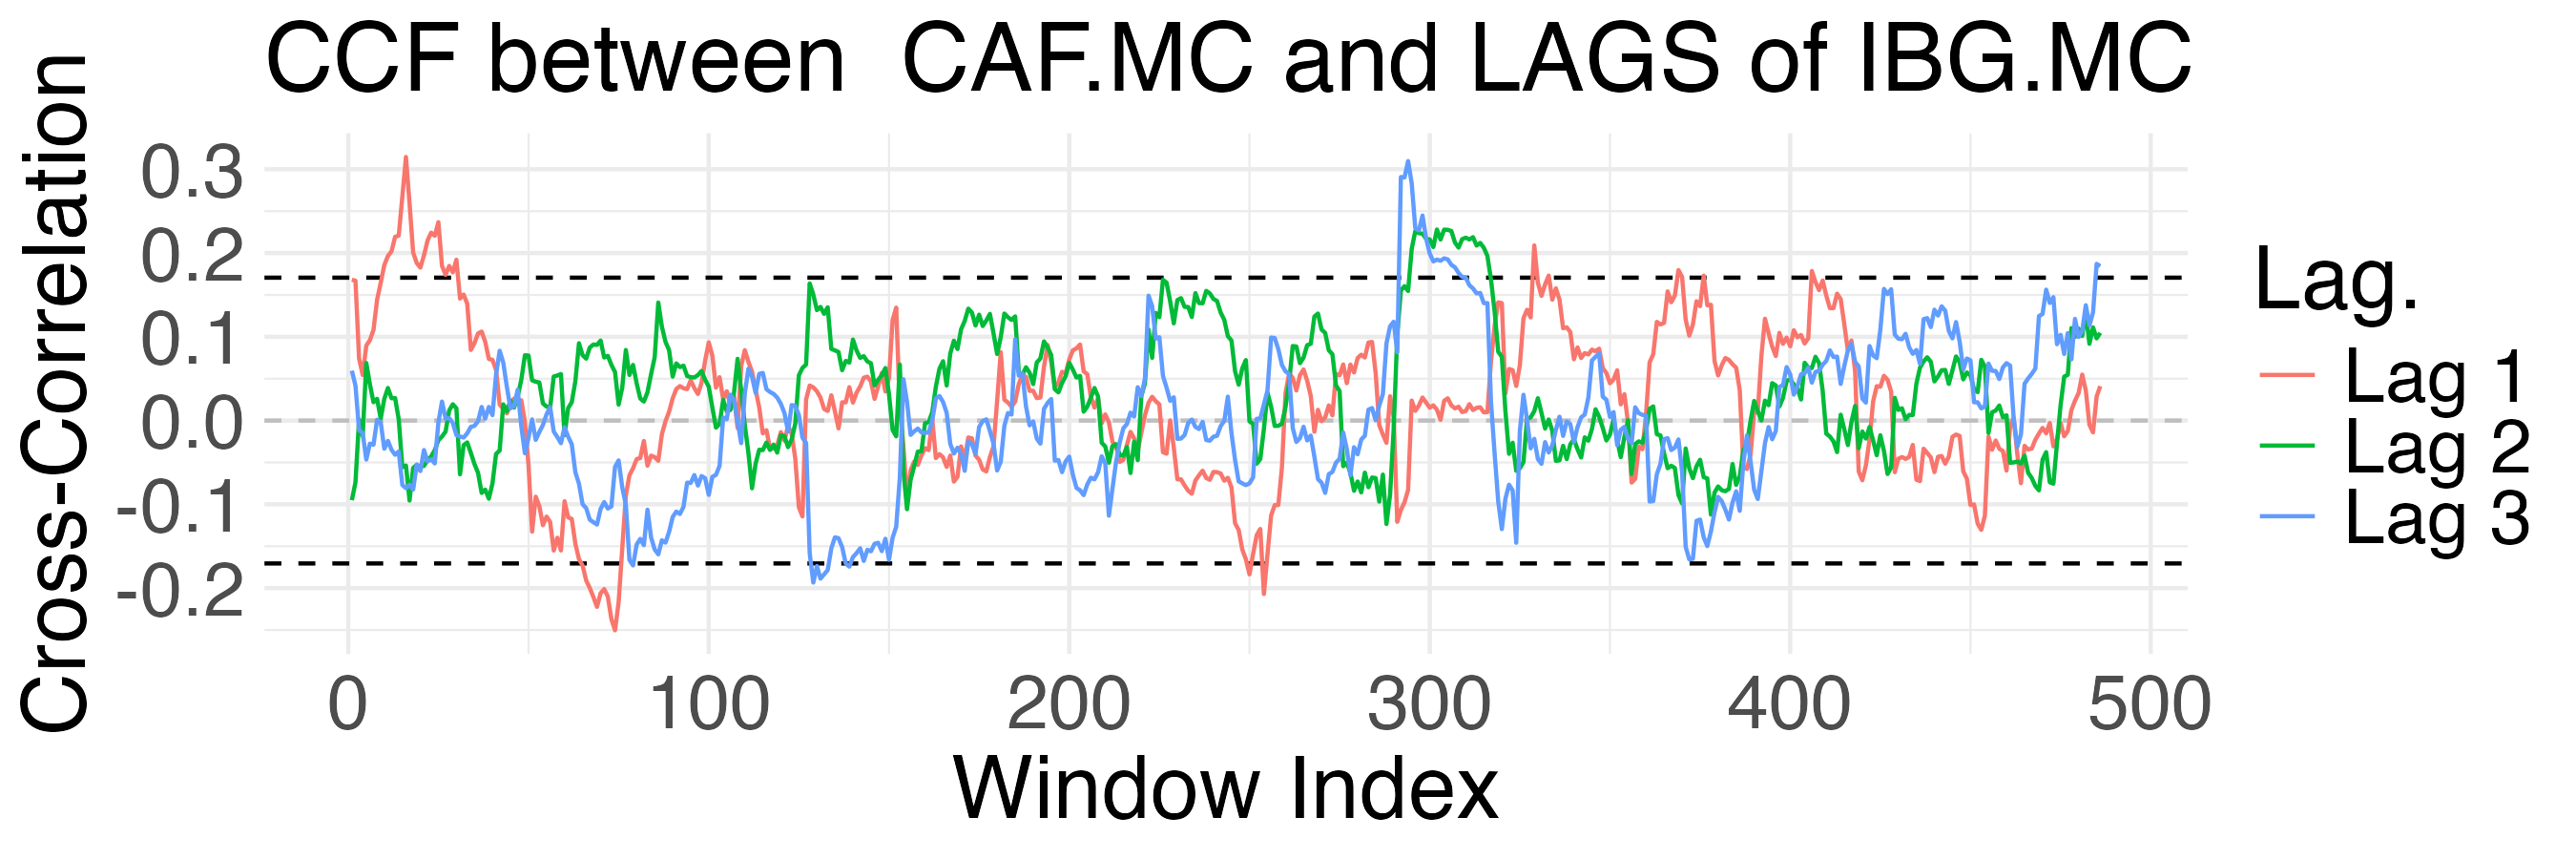 CCF between  CAF.MC and LAGS of IBG.MC
Cross-Correlation
0.3
0.2
0.1
0.0
-0.1
-0.2
0 100 200 300 400 500
Window Index
Lag.
Lag 1
Lag 2
Lag 3